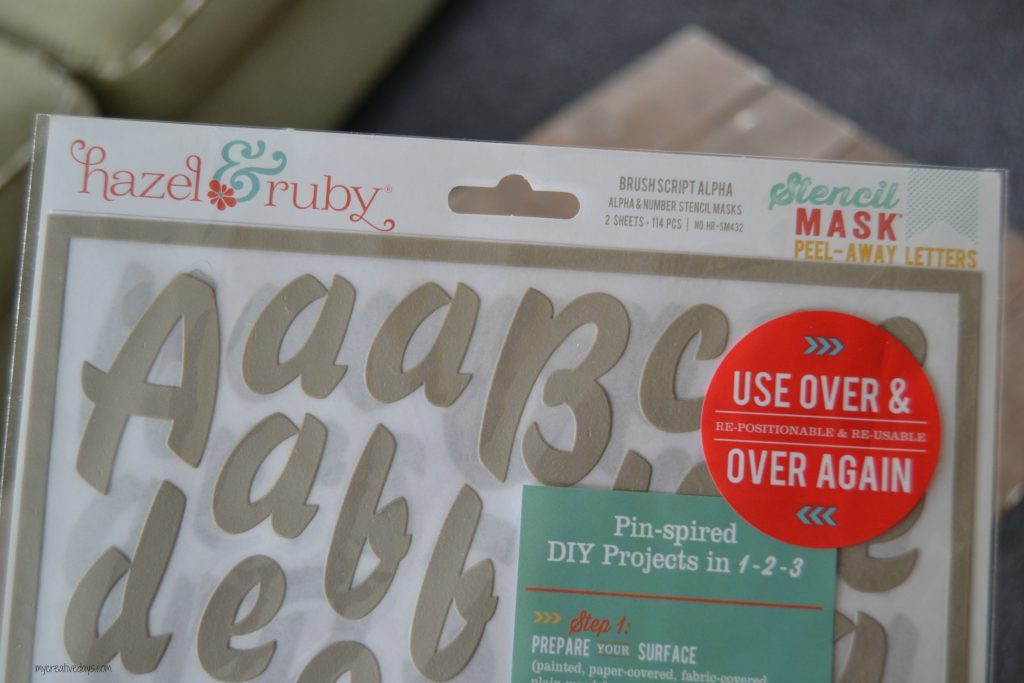 hazel & ruby®
BRUSH SCRIPT ALPHA
ALPHA & NUMBER STENCIL MASKS
2 SHEETS • 114 PCS | NO. HR-SM432
Stencil
MASK™
PEEL-AWAY LETTERS
A a a B c
a b b
d e
USE OVER &
RE-POSITIONABLE & RE-USABLE
OVER AGAIN
Pin-spired
DIY Projects in 1-2-3
Step 1:
PREPARE YOUR SURFACE
(painted, paper-covered, fabric-covered
mycreativedays.com